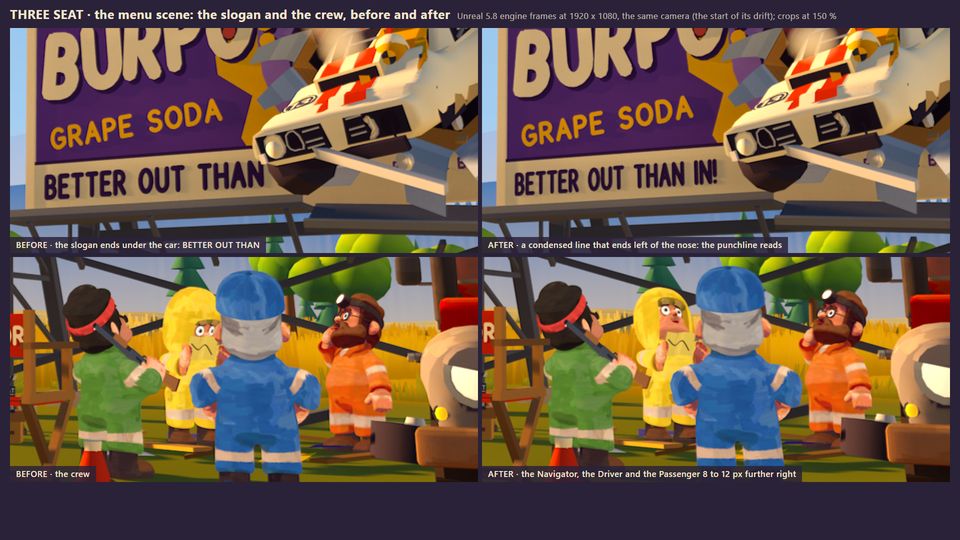 THREE SEAT · the menu scene: the slogan and the crew, before and after Unreal 5.8 engine frames at 1920 x 1080, the same camera (the start of its drift); crops at 150 %
GRAPE SODA
BETTER OUT THAN
BEFORE · the slogan ends under the car: BETTER OUT THAN
GRAPE SODA
BETTER OUT THAN IN!
AFTER · a condensed line that ends left of the nose: the punchline reads
BEFORE · the crew
AFTER · the Navigator, the Driver and the Passenger 8 to 12 px further right